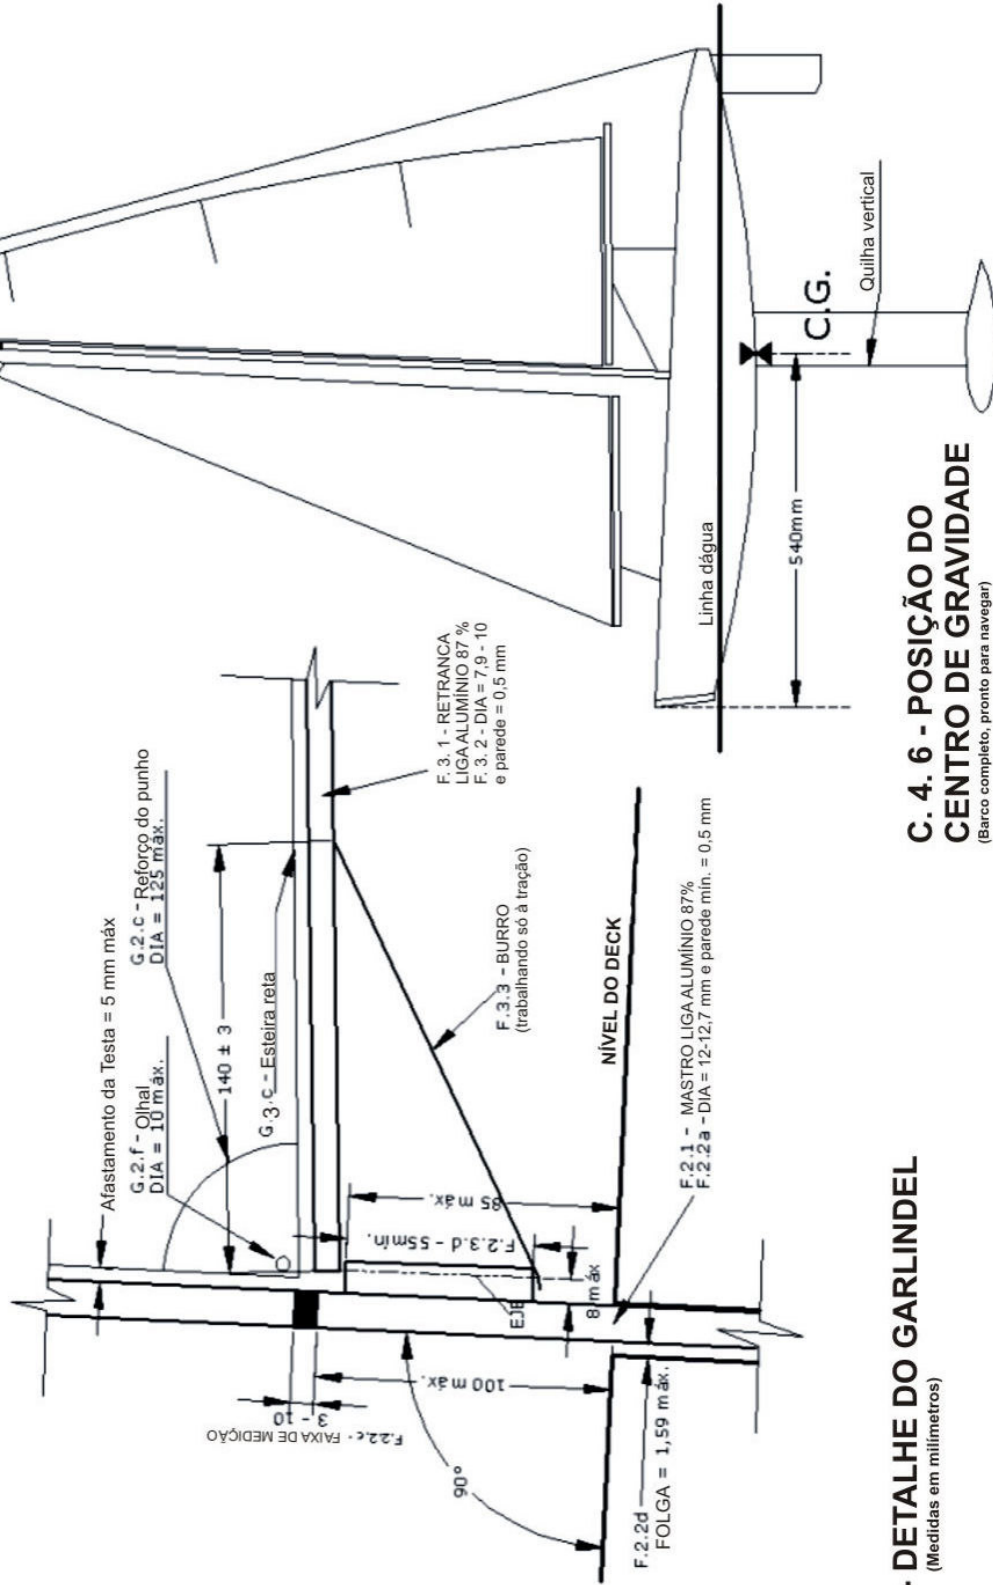 Afastamento da Testa = 5 mm máx
G.2.f - Olhal
DIA = 10 máx.
G.2.c - Reforço do punho
DIA = 125 máx.
140 ± 3
G.3.c - Esteira reta
F.3.1 - RETRANCA
LIGA ALUMÍNIO 87 %
F. 3. 2 - DIA = 7,9 - 10
e parede = 0,5 mm
F.3.3 - BURRO
(trabalhando só à tração)
F.22.e - FAIXA DE MEDIÇÃO
3 - 10
100 máx.
90°
F.2.3.d - 55mín.
85 máx.
EJE
8 máx
NÍVEL DO DECK
F.2.1 - MASTRO LIGA ALUMÍNIO 87%
F.2.2a - DIA = 12-12,7 mm e parede mín. = 0,5 mm
F.2.2d
FOLGA = 1,59 máx.
- DETALHE DO GARLINDEL
(Medidas em milímetros)
Linha dágua
540mm
C.G.
Quilha vertical
C. 4. 6 - POSIÇÃO DO
CENTRO DE GRAVIDADE
(Barco completo, pronto para navegar)